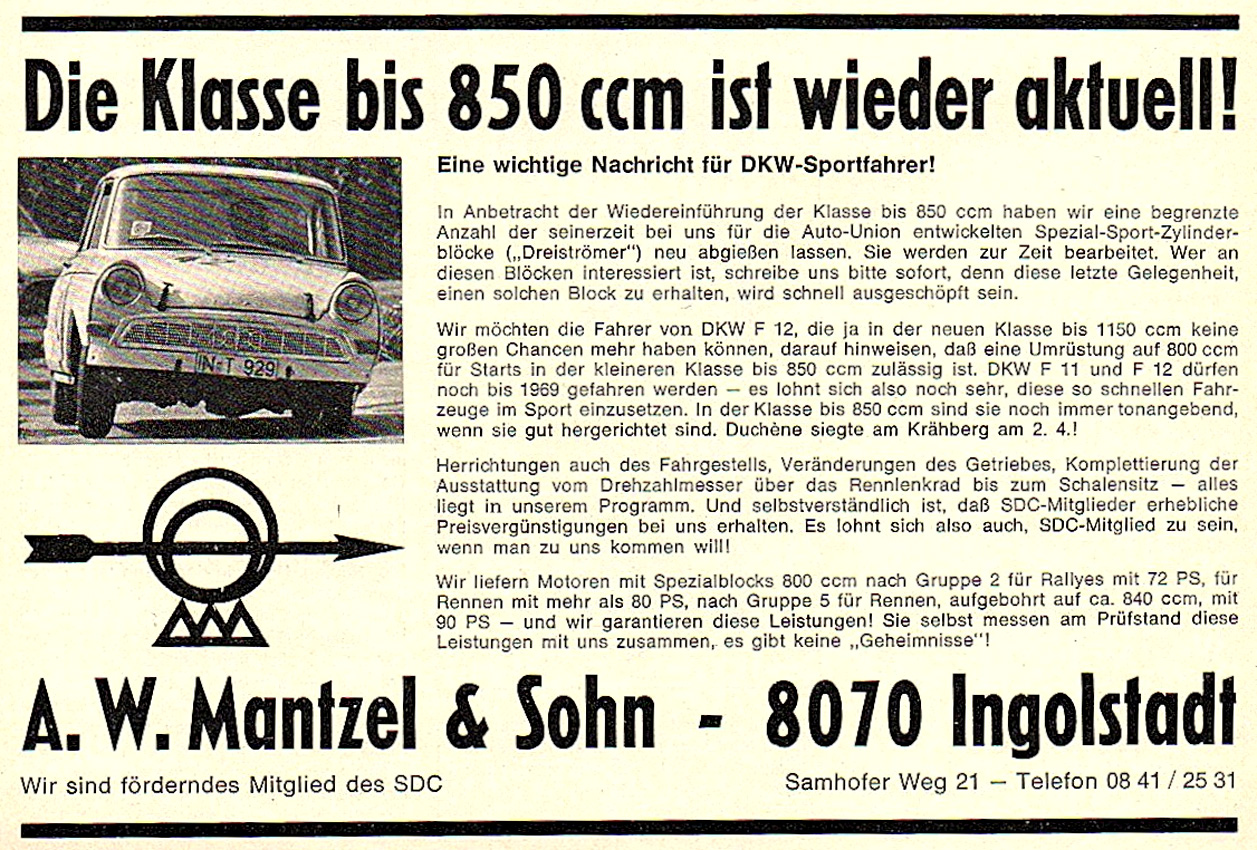 Die Klasse bis 850 ccm ist wieder aktuell!
Eine wichtige Nachricht für DKW-Sportfahrer!
In Anbetracht der Wiedereinführung der Klasse bis 850 ccm haben wir eine begrenzte
Anzahl der seinerzeit bei uns für die Auto-Union entwickelten Spezial-Sport-Zylinder-
blöcke („Dreiströmer“) neu abgießen lassen. Sie werden zur Zeit bearbeitet. Wer an
diesen Blöcken interessiert ist, schreibe uns bitte sofort, denn diese letzte Gelegenheit,
einen solchen Block zu erhalten, wird schnell ausgeschöpft sein.
Wir möchten die Fahrer von DKW F 12, die ja in der neuen Klasse bis 1150 ccm keine
großen Chancen mehr haben können, darauf hinweisen, daß eine Umrüstung auf 800 ccm
für Starts in der kleineren Klasse bis 850 ccm zulässig ist. DKW F 11 und F 12 dürfen
noch bis 1969 gefahren werden — es lohnt sich also noch sehr, diese so schnellen Fahr-
zeuge im Sport einzusetzen. In der Klasse bis 850 ccm sind sie noch immer tonangebend,
wenn sie gut hergerichtet sind. Duchène siegte am Krähberg am 2. 4.!
Herrichtungen auch des Fahrgestells, Veränderungen des Getriebes, Komplettierung der
Ausstattung vom Drehzahlmesser über das Rennlenkrad bis zum Schalensitz — alles
liegt in unserem Programm. Und selbstverständlich ist, daß SDC-Mitglieder erhebliche
Preisvergünstigungen bei uns erhalten. Es lohnt sich also auch, SDC-Mitglied zu sein,
wenn man zu uns kommen will!
Wir liefern Motoren mit Spezialblocks 800 ccm nach Gruppe 2 für Rallyes mit 72 PS, für
Rennen mit mehr als 80 PS, nach Gruppe 5 für Rennen, aufgebohrt auf ca. 840 ccm, mit
90 PS — und wir garantieren diese Leistungen! Sie selbst messen am Prüfstand diese
Leistungen mit uns zusammen, es gibt keine „Geheimnisse“!
IN-T 929
A. W. Mantzel & Sohn - 8070 Ingolstadt
Wir sind förderndes Mitglied des SDC
Samhofer Weg 21 — Telefon 08 41 / 25 31